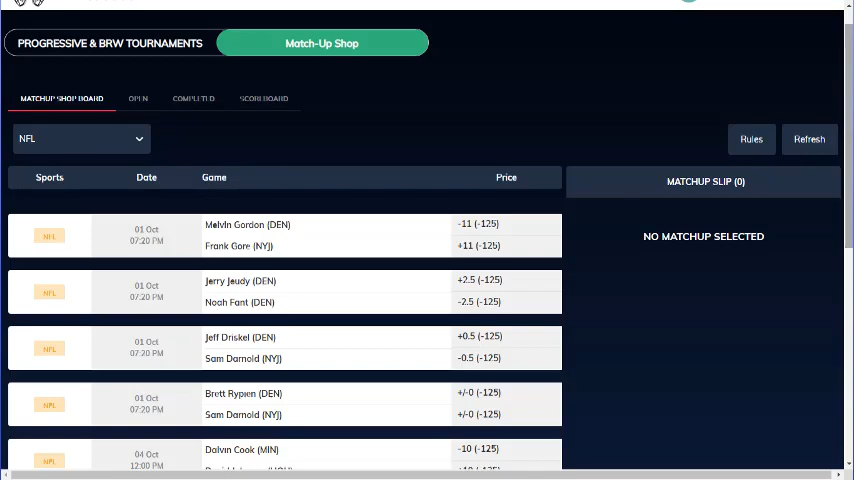 PROGRESSIVE & BRW TOURNAMENTS Match-Up Shop
MATCHUP SHOP BOARD OPEN COMPLETED SCOREBOARD
NFL Rules Refresh
Sports Date Game Price MATCHUP SLIP (0)
NO MATCHUP SELECTED
NFL 01 Oct 07:20 PM
Melvin Gordon (DEN) -11 (-125)
Frank Gore (NYJ) +11 (-125)
NFL 01 Oct 07:20 PM
Jerry Jeudy (DEN) +2.5 (-125)
Noah Fant (DEN) -2.5 (-125)
NFL 01 Oct 07:20 PM
Jeff Driskel (DEN) +0.5 (-125)
Sam Darnold (NYJ) -0.5 (-125)
NFL 01 Oct 07:20 PM
Brett Rypien (DEN) +/-0 (-125)
Sam Darnold (NYJ) +/-0 (-125)
NFL 04 Oct 12:00 PM
Dalvin Cook (MIN) -10 (-125)